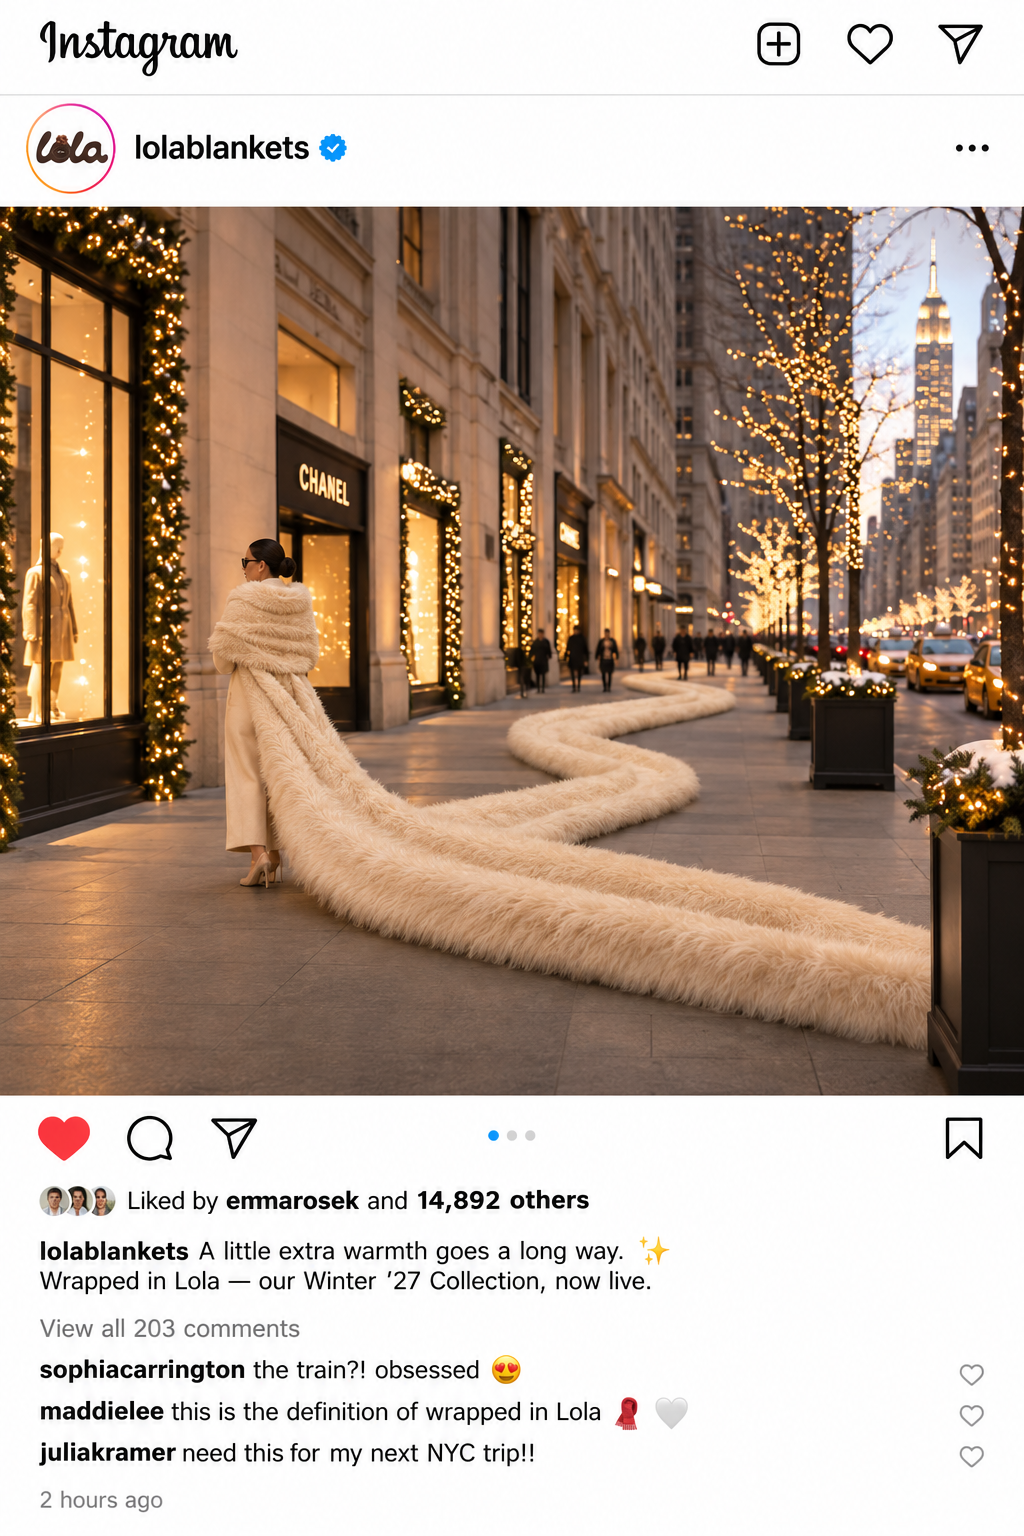 Instagram
lola
lolablankets
CHANEL
Liked by emmarosek and 14,892 others
lolablankets A little extra warmth goes a long way. ✨
Wrapped in Lola — our Winter ’27 Collection, now live.
View all 203 comments
sophiacarrington the train?! obsessed 😍
maddielee this is the definition of wrapped in Lola 🧣 🤍
juliakramer need this for my next NYC trip!!
2 hours ago